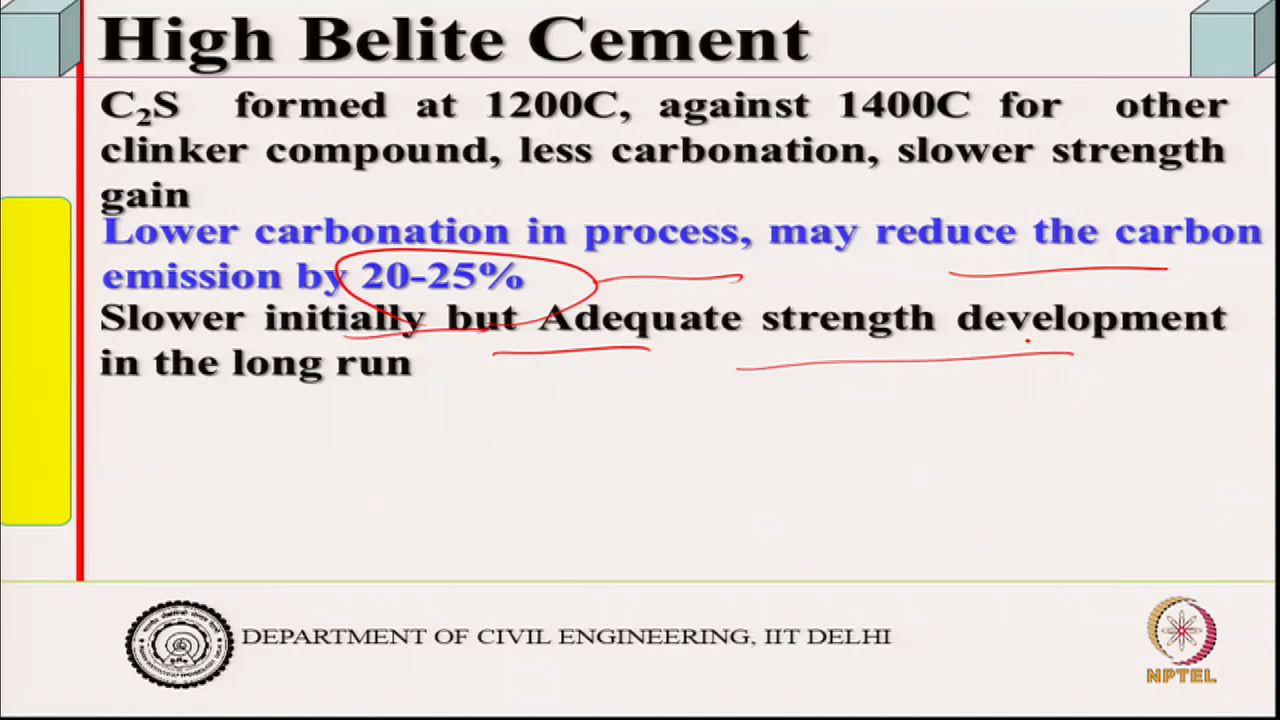 High Belite Cement
C₂S formed at 1200C, against 1400C for other
clinker compound, less carbonation, slower strength
gain
Lower carbonation in process, may reduce the carbon
emission by 20-25%
Slower initially but Adequate strength development
in the long run
DEPARTMENT OF CIVIL ENGINEERING, IIT DELHI
NPTEL